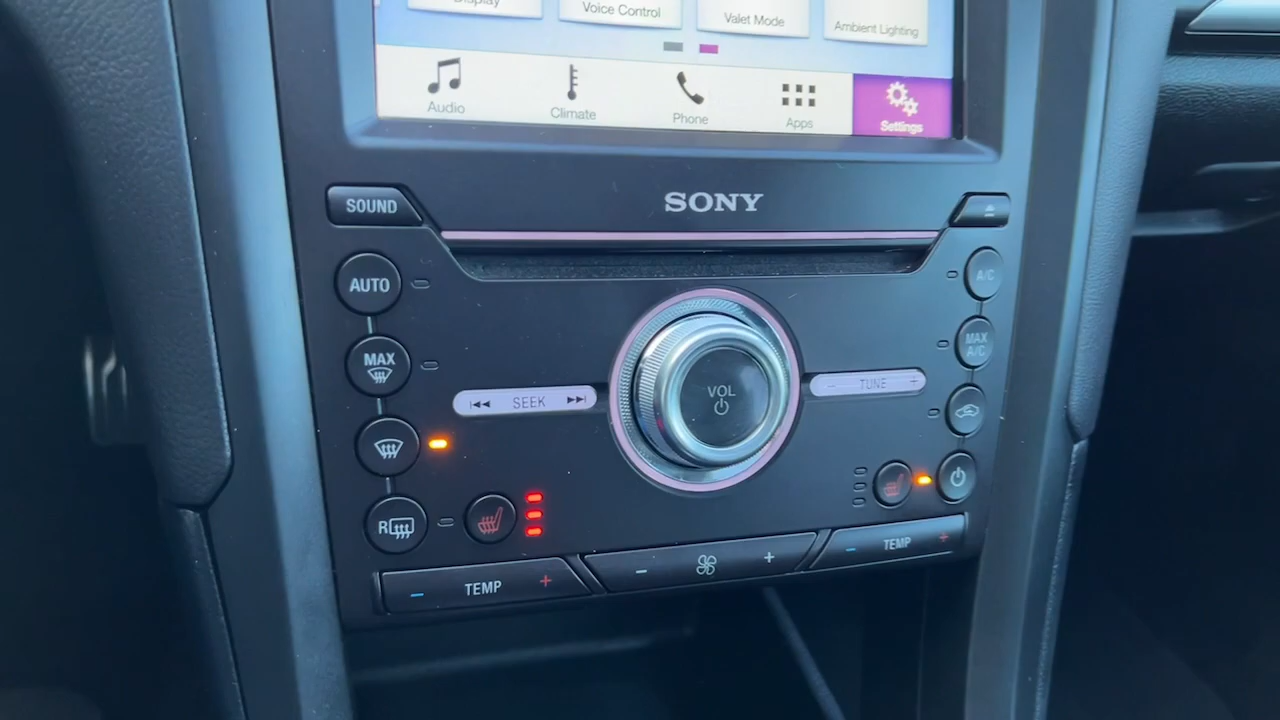 Display
Voice Control
Valet Mode
Ambient Lighting
Audio
Climate
Phone
Apps
Settings
SOUND
SONY
AUTO
A/C
MAX
MAX
A/C
VOL
SEEK
- TUNE +
R
- TEMP +
- +
- TEMP +